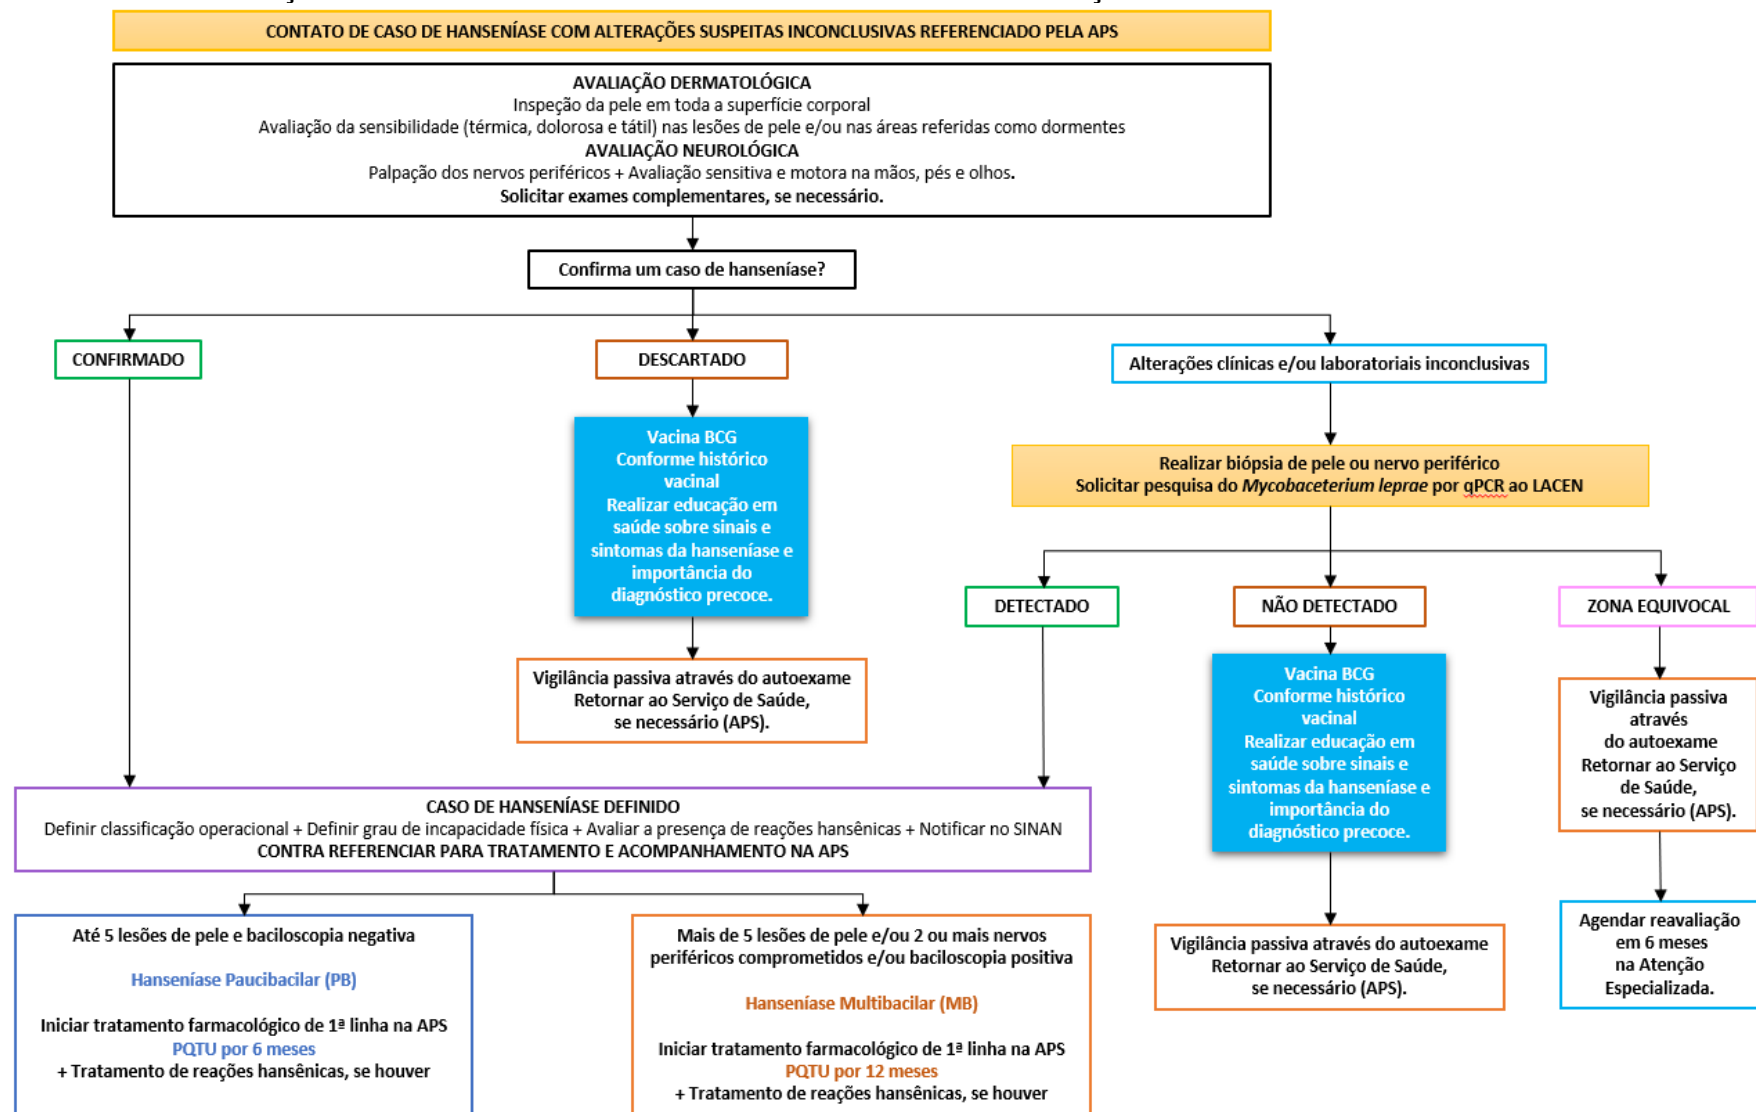 CONTATO DE CASO DE HANSENÍASE COM ALTERAÇÕES SUSPEITAS INCONCLUSIVAS REFERENCIADO PELA APS
AVALIAÇÃO DERMATOLÓGICA
Inspeção da pele em toda a superfície corporal
Avaliação da sensibilidade (térmica, dolorosa e tátil) nas lesões de pele e/ou nas áreas referidas como dormentes
AVALIAÇÃO NEUROLÓGICA
Palpação dos nervos periféricos + Avaliação sensitiva e motora na mãos, pés e olhos.
Solicitar exames complementares, se necessário.
Confirma um caso de hanseníase?
CONFIRMADO
DESCARTADO
Alterações clínicas e/ou laboratoriais inconclusivas
Vacina BCG
Conforme histórico
vacinal
Realizar educação em
saúde sobre sinais e
sintomas da hanseníase e
importância do
diagnóstico precoce.
Vigilância passiva através do autoexame
Retornar ao Serviço de Saúde,
se necessário (APS).
Realizar biópsia de pele ou nervo periférico
Solicitar pesquisa do Mycobaceterium leprae por qPCR ao LACEN
DETECTADO
NÃO DETECTADO
ZONA EQUIVOCAL
Vacina BCG
Conforme histórico
vacinal
Realizar educação em
saúde sobre sinais e
sintomas da hanseníase e
importância do
diagnóstico precoce.
Vigilância passiva através do autoexame
Retornar ao Serviço de Saúde,
se necessário (APS).
Vigilância passiva
através
do autoexame
Retornar ao Serviço
de Saúde,
se necessário (APS).
Agendar reavaliação
em 6 meses
na Atenção
Especializada.
CASO DE HANSENÍASE DEFINIDO
Definir classificação operacional + Definir grau de incapacidade física + Avaliar a presença de reações hansênicas + Notificar no SINAN
CONTRA REFERENCIAR PARA TRATAMENTO E ACOMPANHAMENTO NA APS
Até 5 lesões de pele e baciloscopia negativa
Hanseníase Paucibacilar (PB)
Iniciar tratamento farmacológico de 1ª linha na APS
PQTU por 6 meses
+ Tratamento de reações hansênicas, se houver
Mais de 5 lesões de pele e/ou 2 ou mais nervos
periféricos comprometidos e/ou baciloscopia positiva
Hanseníase Multibacilar (MB)
Iniciar tratamento farmacológico de 1ª linha na APS
PQTU por 12 meses
+ Tratamento de reações hansênicas, se houver